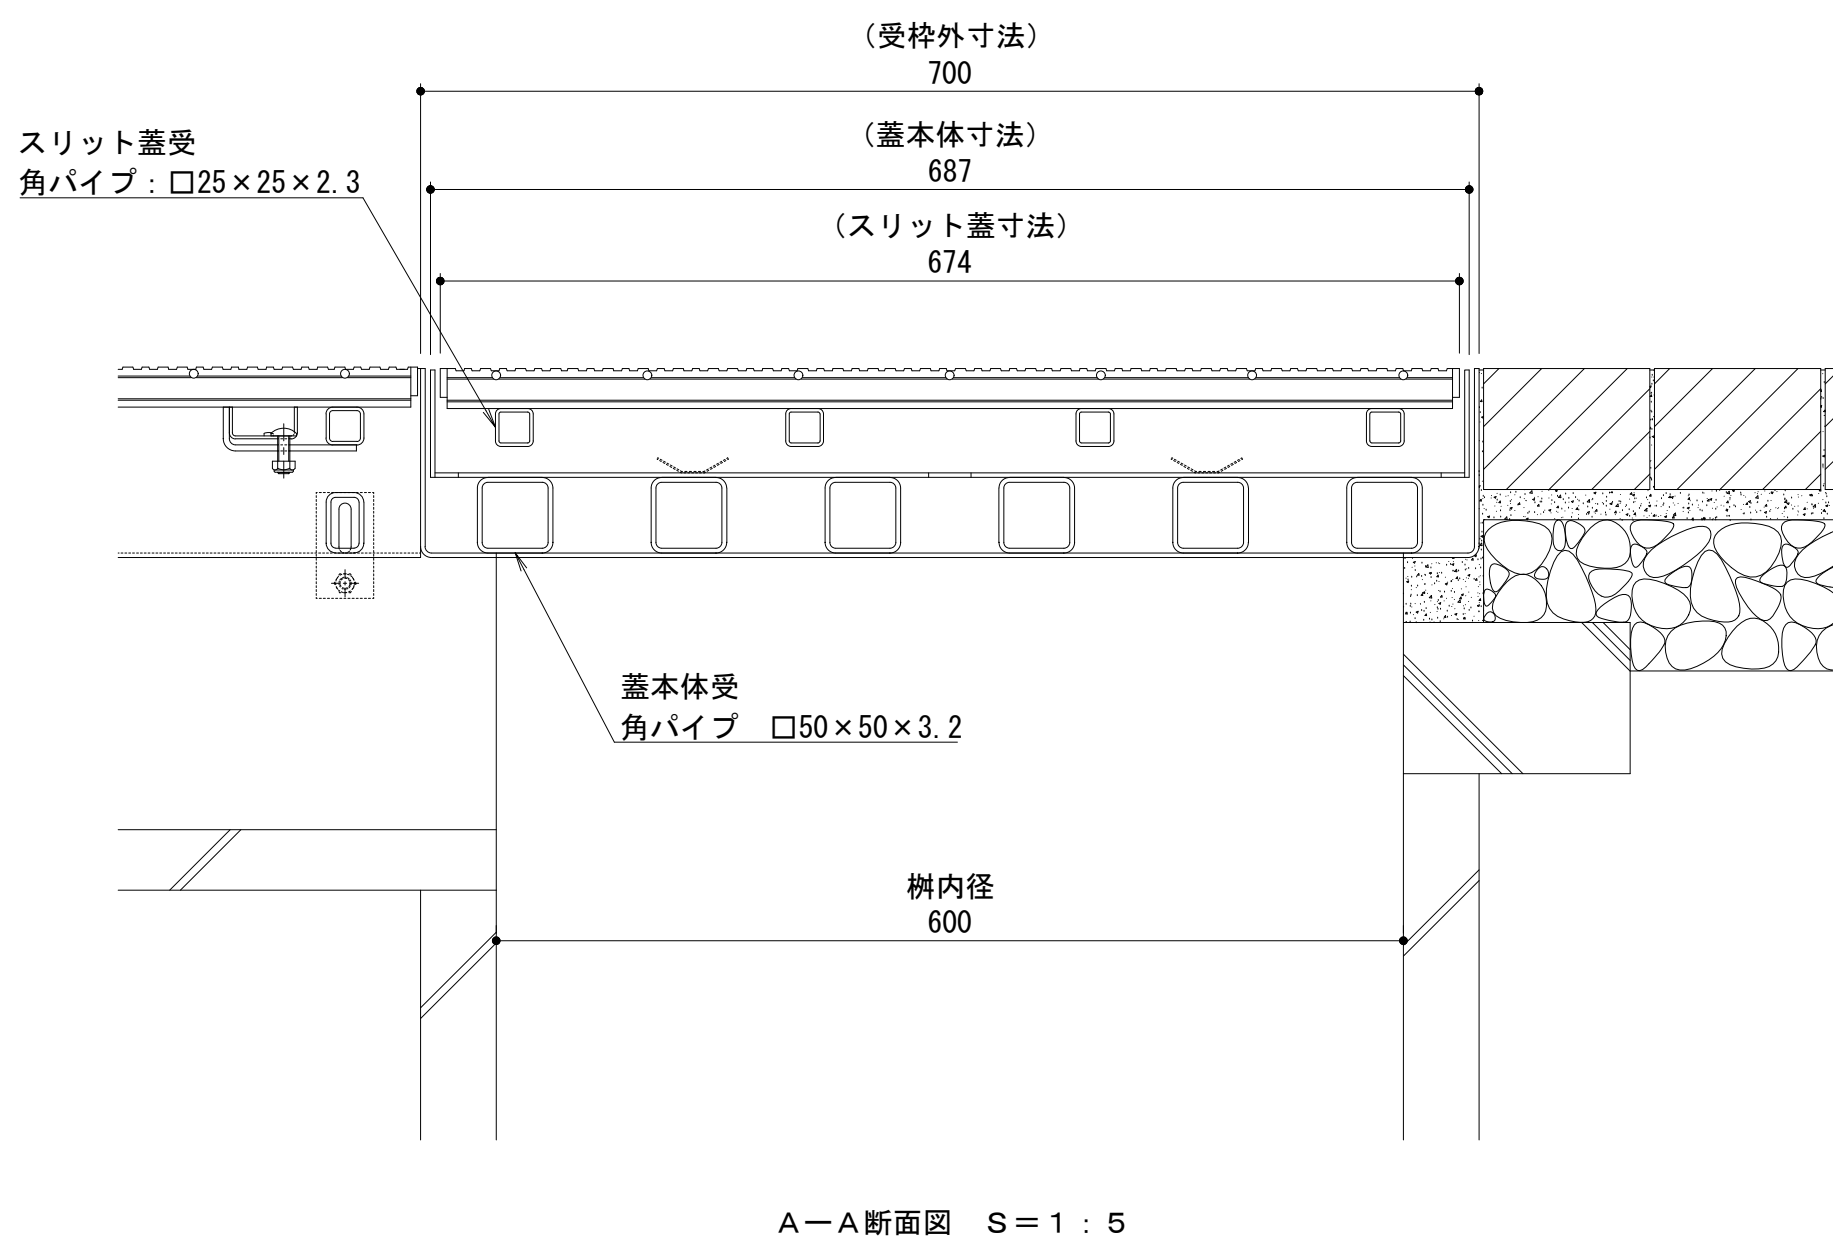 （受枠外寸法）
700
（蓋本体寸法）
687
（スリット蓋寸法）
674
スリット蓋受
角パイプ：□25×25×2.3
蓋本体受
角パイプ　□50×50×3.2
桝内径
600
Ａ－Ａ断面図　Ｓ＝１：５